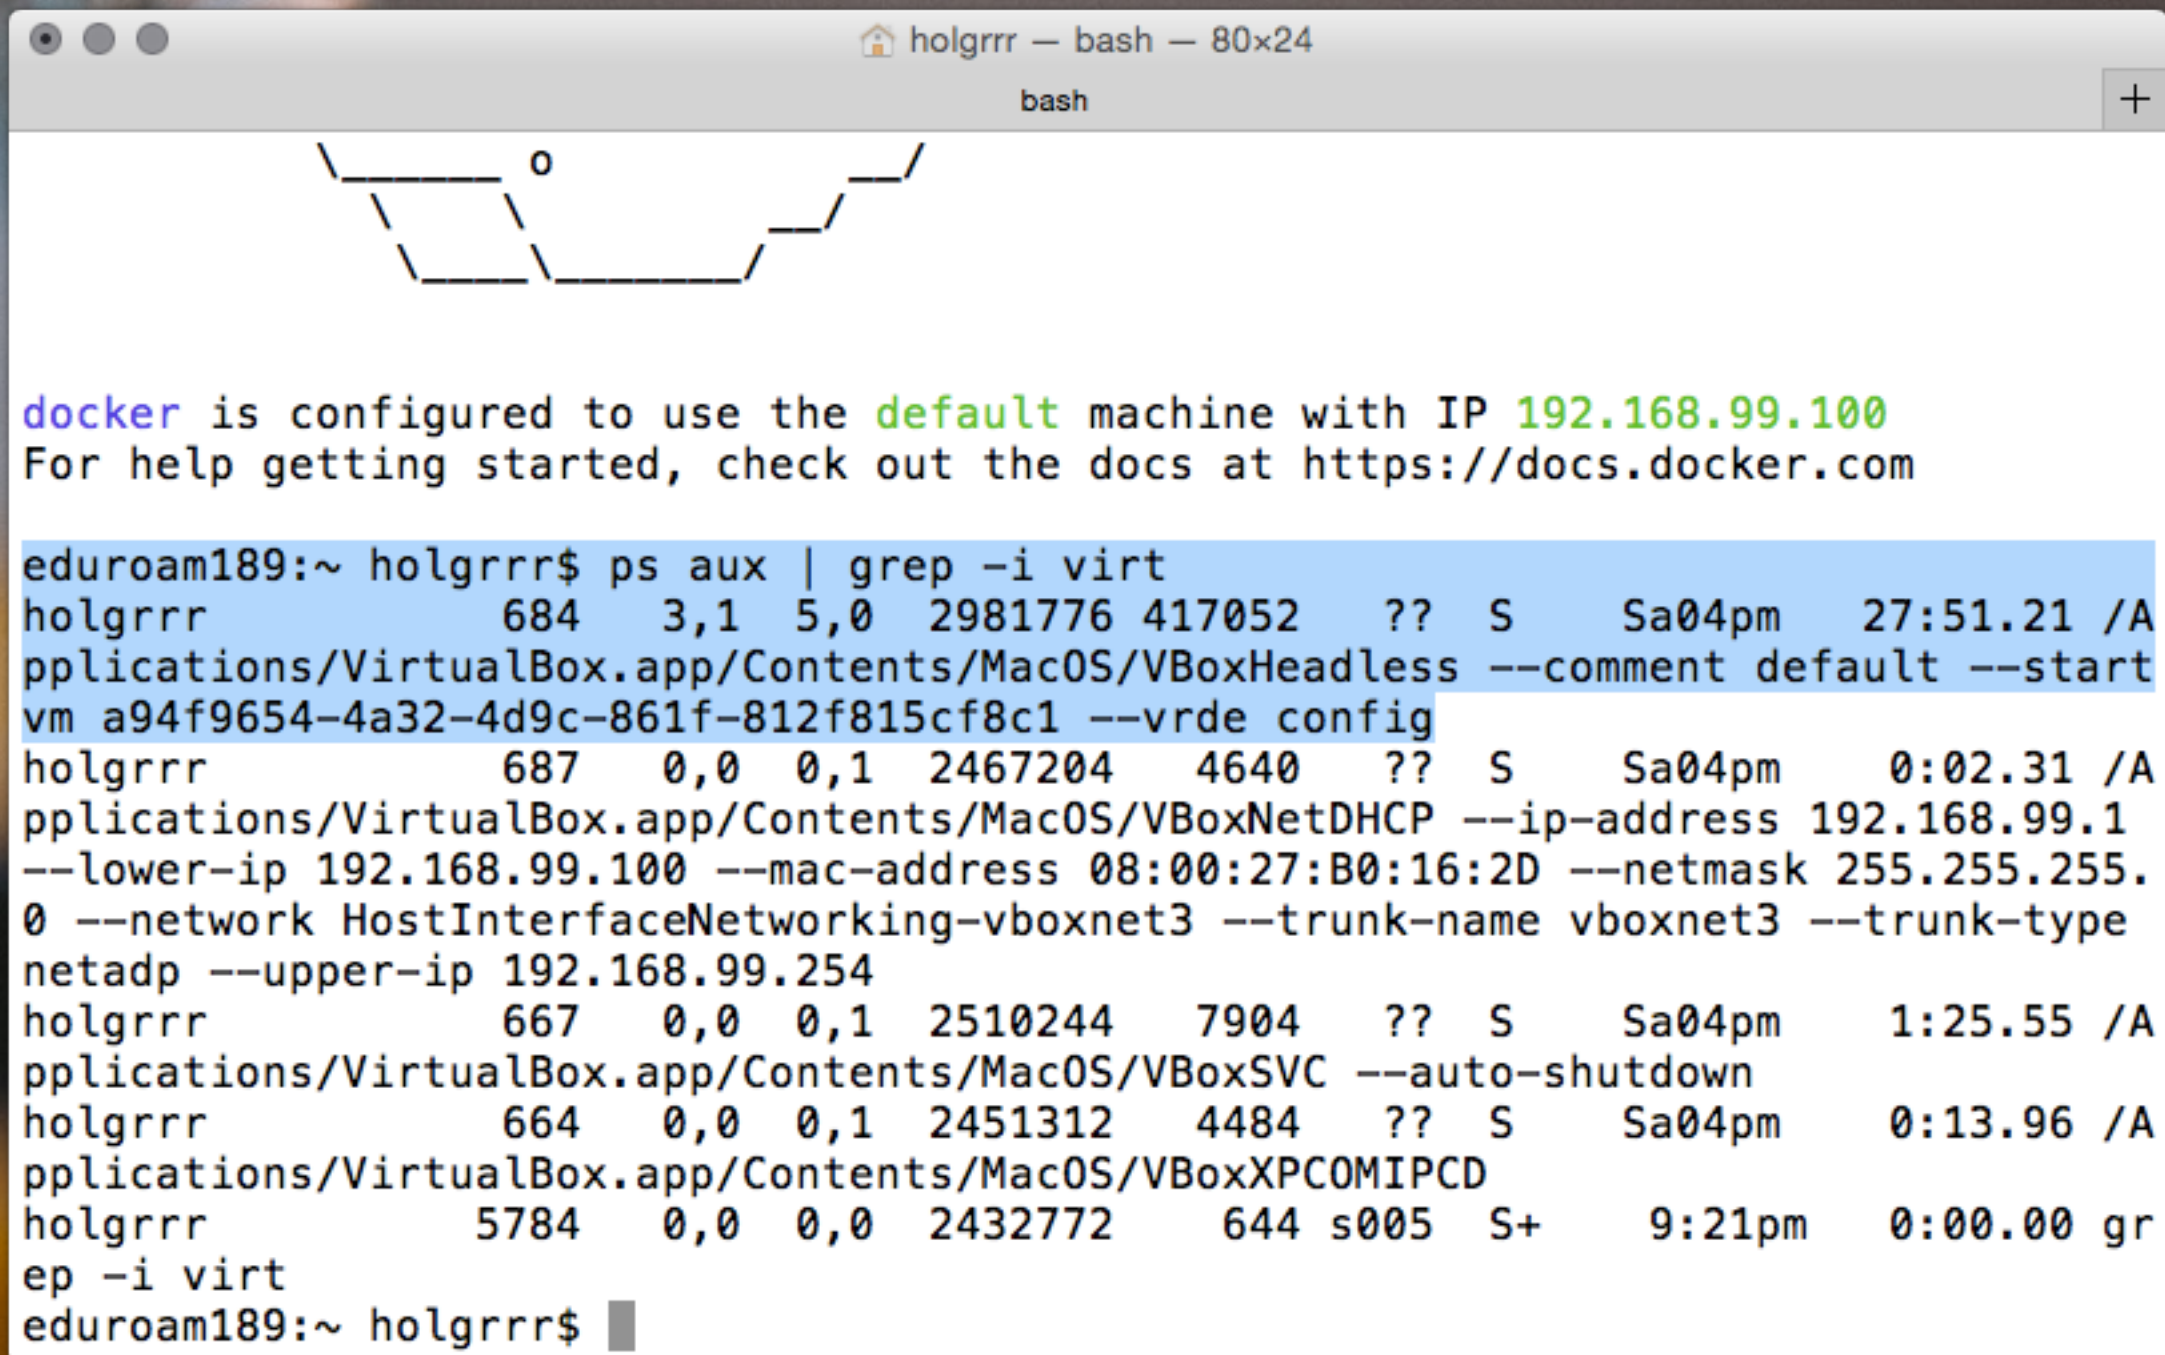 holgrrr — bash — 80×24
bash
\______ o          __/
\    \        __/
\____\_______/
docker is configured to use the default machine with IP 192.168.99.100
For help getting started, check out the docs at https://docs.docker.com
eduroam189:~ holgrrr$ ps aux | grep -i virt
holgrrr           684   3,1  5,0  2981776 417052   ??  S    Sa04pm   27:51.21 /A
pplications/VirtualBox.app/Contents/MacOS/VBoxHeadless --comment default --start
vm a94f9654-4a32-4d9c-861f-812f815cf8c1 --vrde config
holgrrr           687   0,0  0,1  2467204   4640   ??  S    Sa04pm    0:02.31 /A
pplications/VirtualBox.app/Contents/MacOS/VBoxNetDHCP --ip-address 192.168.99.1
--lower-ip 192.168.99.100 --mac-address 08:00:27:B0:16:2D --netmask 255.255.255.
0 --network HostInterfaceNetworking-vboxnet3 --trunk-name vboxnet3 --trunk-type
netadp --upper-ip 192.168.99.254
holgrrr           667   0,0  0,1  2510244   7904   ??  S    Sa04pm    1:25.55 /A
pplications/VirtualBox.app/Contents/MacOS/VBoxSVC --auto-shutdown
holgrrr           664   0,0  0,1  2451312   4484   ??  S    Sa04pm    0:13.96 /A
pplications/VirtualBox.app/Contents/MacOS/VBoxXPCOMIPCD
holgrrr          5784   0,0  0,0  2432772    644 s005  S+    9:21pm   0:00.00 gr
ep -i virt
eduroam189:~ holgrrr$